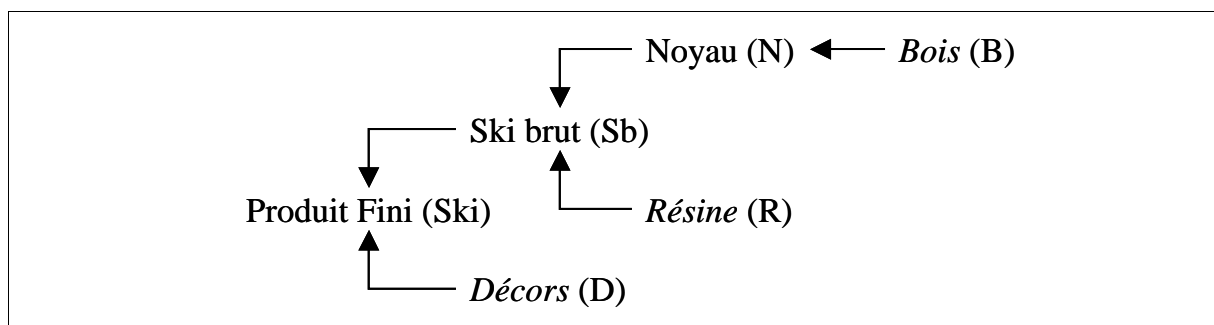 Noyau (N) Bois (B)
Ski brut (Sb)
Produit Fini (Ski) Résine (R)
Décors (D)